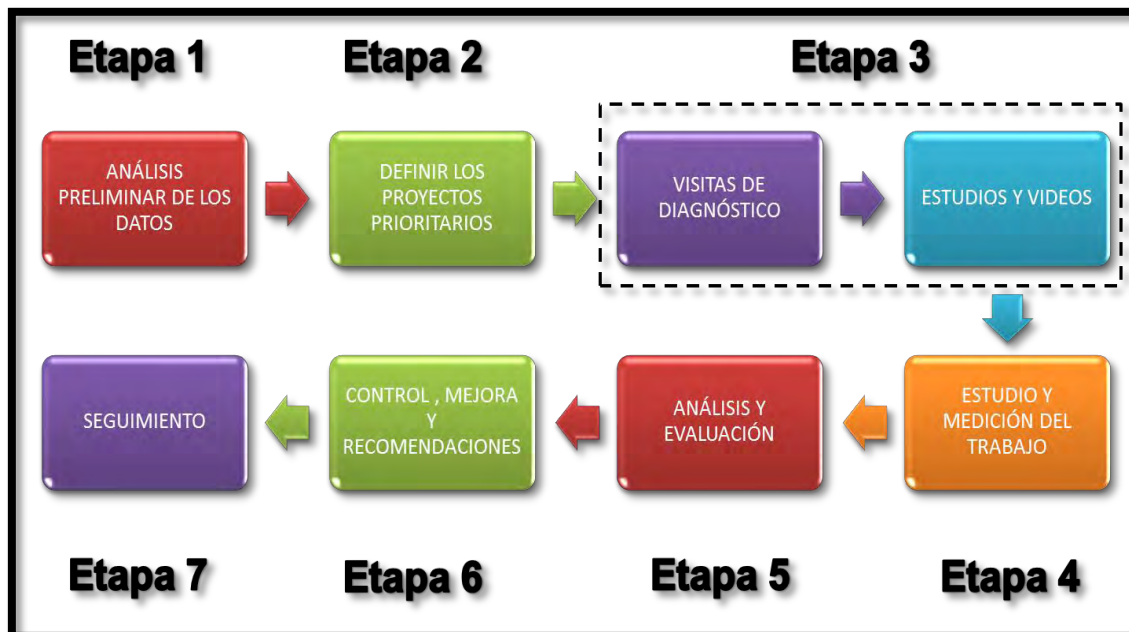 Etapa 1
Etapa 2
Etapa 3
ANÁLISIS
PRELIMINAR DE LOS
DATOS
DEFINIR LOS
PROYECTOS
PRIORITARIOS
VISITAS DE
DIAGNÓSTICO
ESTUDIOS Y VIDEOS
SEGUIMIENTO
CONTROL , MEJORA
Y
RECOMENDACIONES
ANÁLISIS Y
EVALUACIÓN
ESTUDIO Y
MEDICIÓN DEL
TRABAJO
Etapa 7
Etapa 6
Etapa 5
Etapa 4